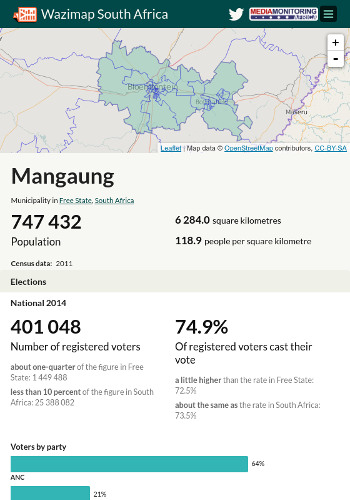 Wazimap South Africa
MEDIAMONITORING
AFRICA
+
-
Maseru
Leaflet | Map data © OpenStreetMap contributors, CC-BY-SA
Mangaung
Municipality in Free State, South Africa
747 432
Population
6 284.0 square kilometres
118.9 people per square kilometre
Census data: 2011
Elections
National 2014
401 048
Number of registered voters
about one-quarter of the figure in Free
State: 1 449 488
less than 10 percent of the figure in South
Africa: 25 388 082
74.9%
Of registered voters cast their
vote
a little higher than the rate in Free State:
72.5%
about the same as the rate in South Africa:
73.5%
Voters by party
64%
ANC
21%